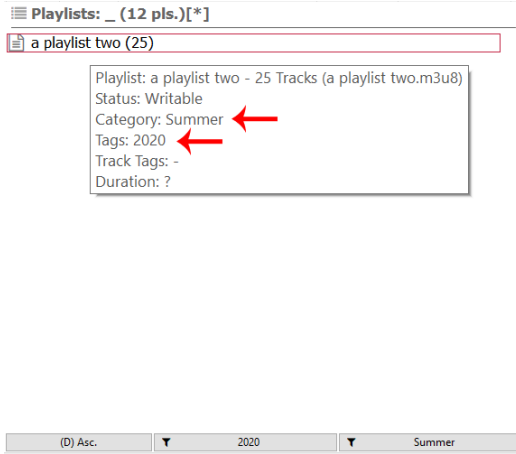 Playlists: _ (12 pls.)[*]
a playlist two (25)
Playlist: a playlist two - 25 Tracks (a playlist two.m3u8)
Status: Writable
Category: Summer
Tags: 2020
Track Tags: -
Duration: ?
(D) Asc. 2020 Summer